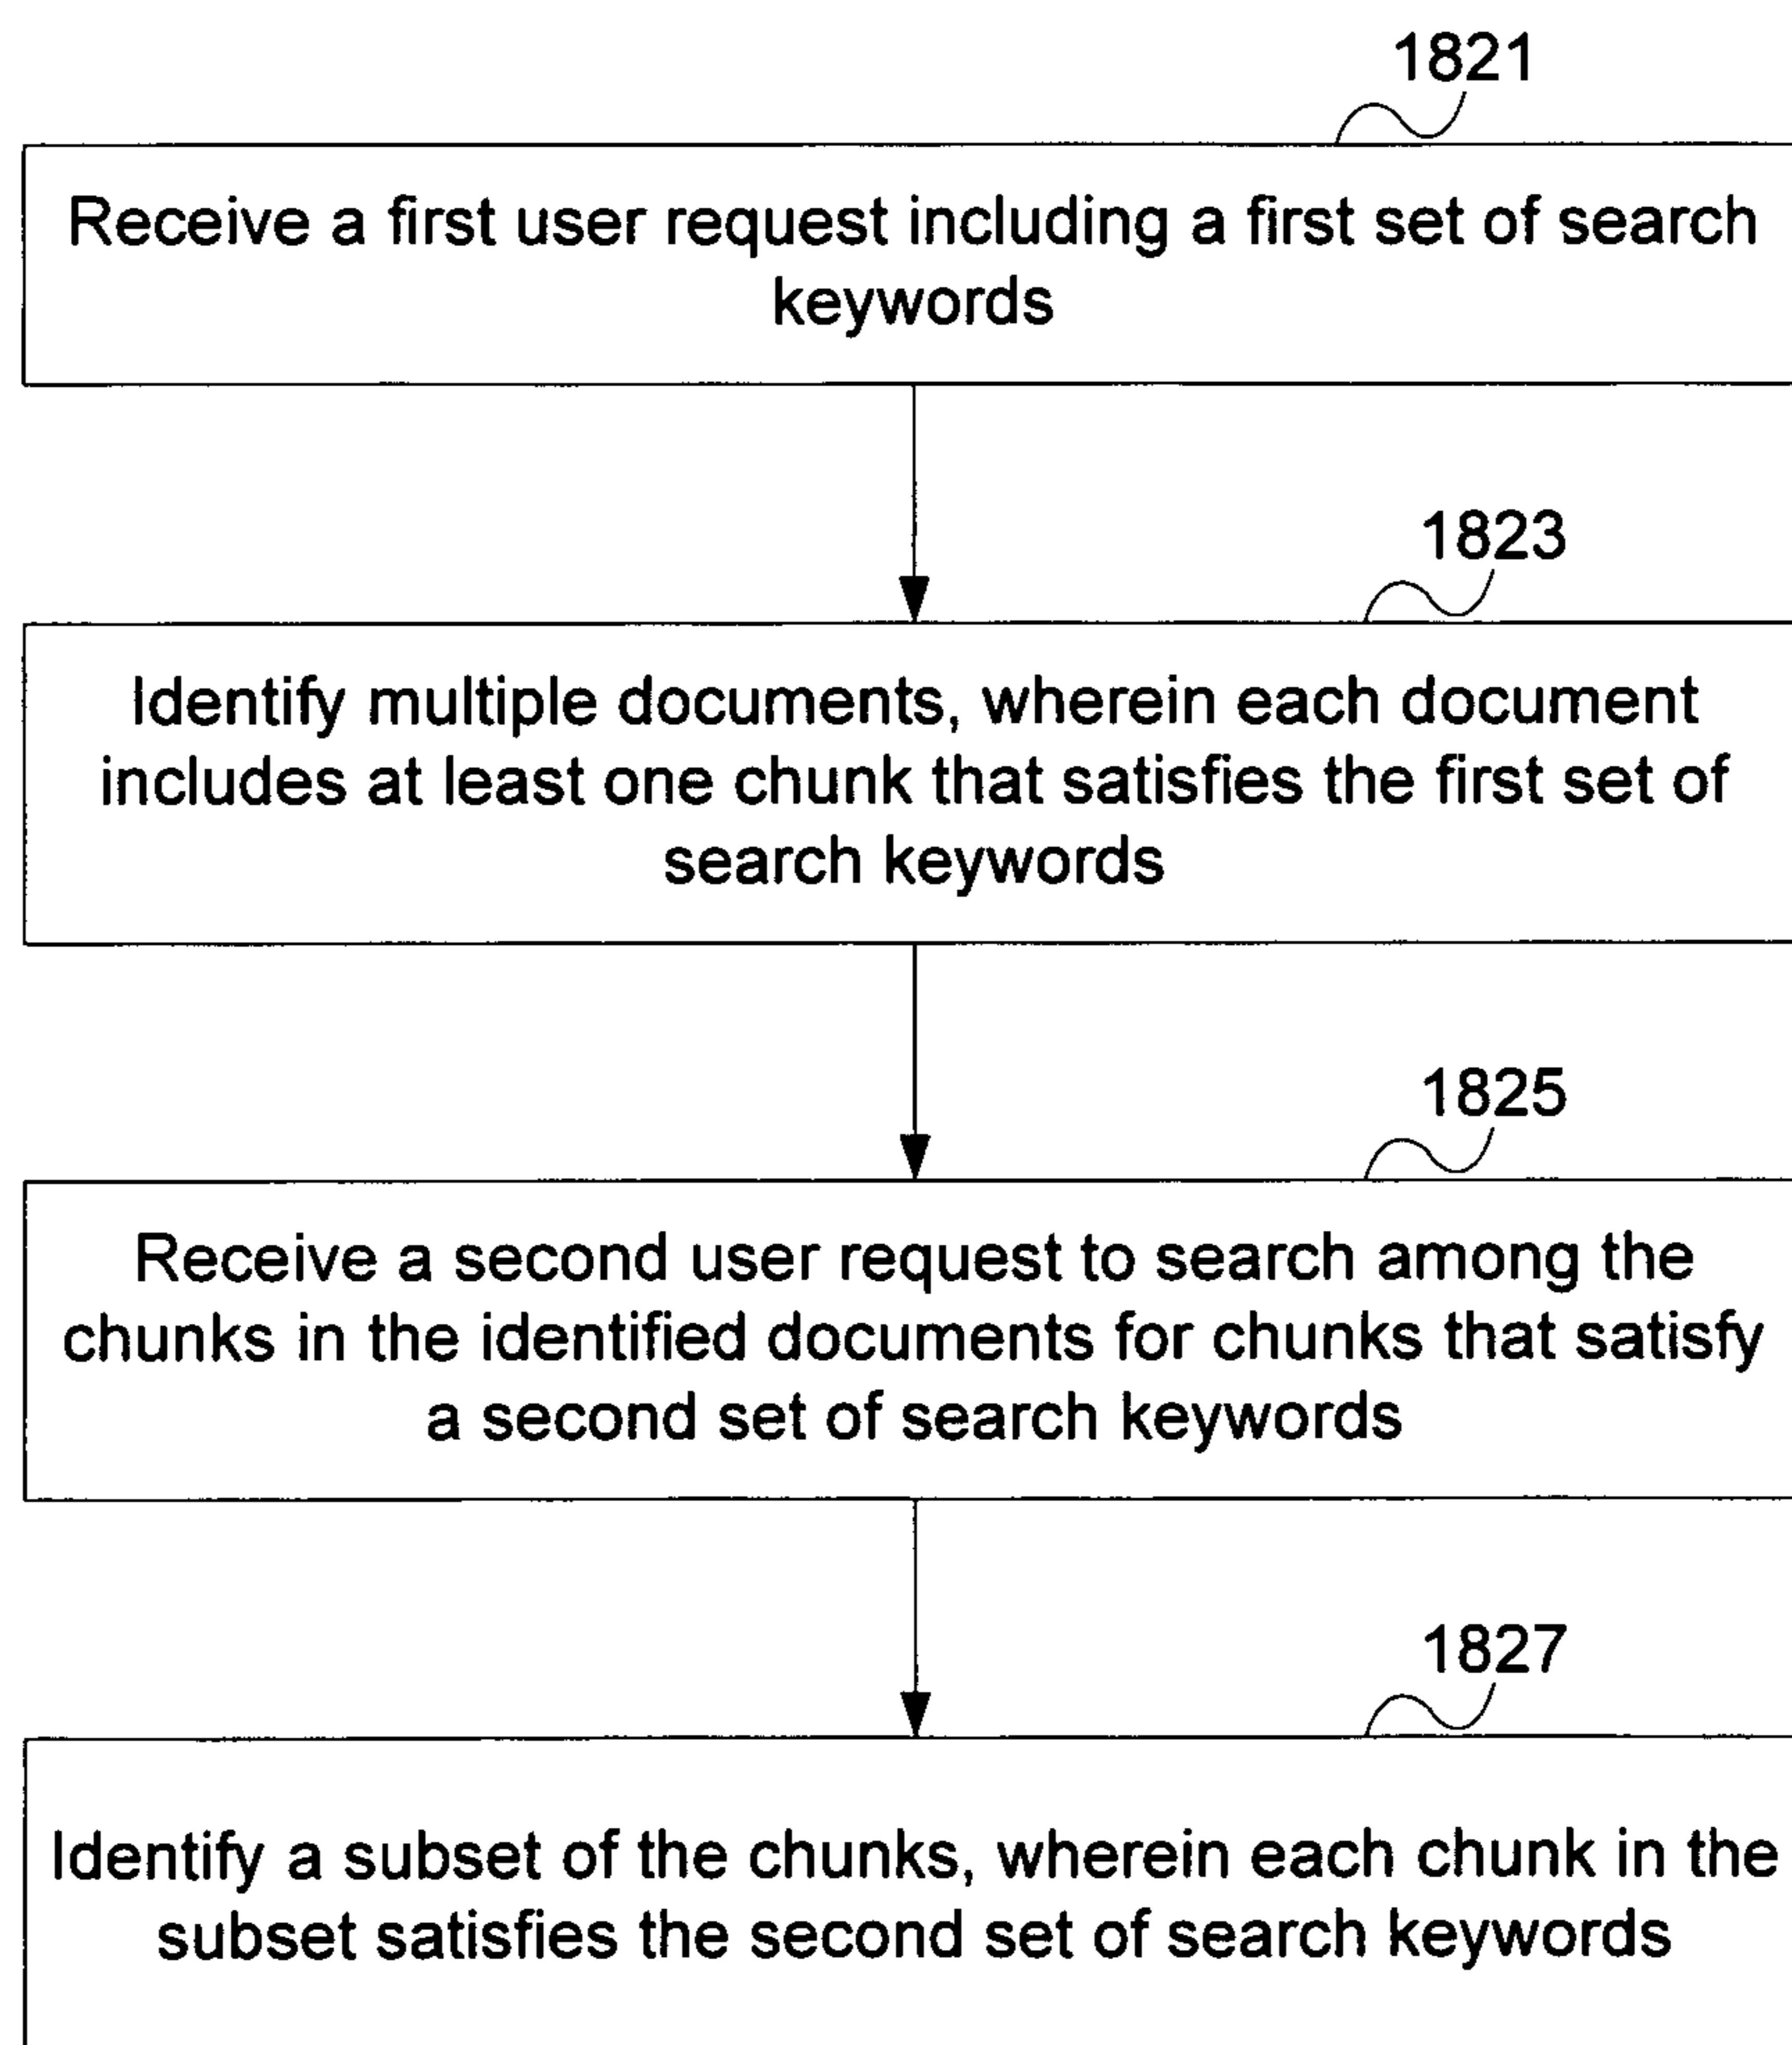 1821
Receive a first user request including a first set of search
keywords
1823
Identify multiple documents, wherein each document
includes at least one chunk that satisfies the first set of
search keywords
1825
Receive a second user request to search among the
chunks in the identified documents for chunks that satisfy
a second set of search keywords
1827
Identify a subset of the chunks, wherein each chunk in the
subset satisfies the second set of search keywords